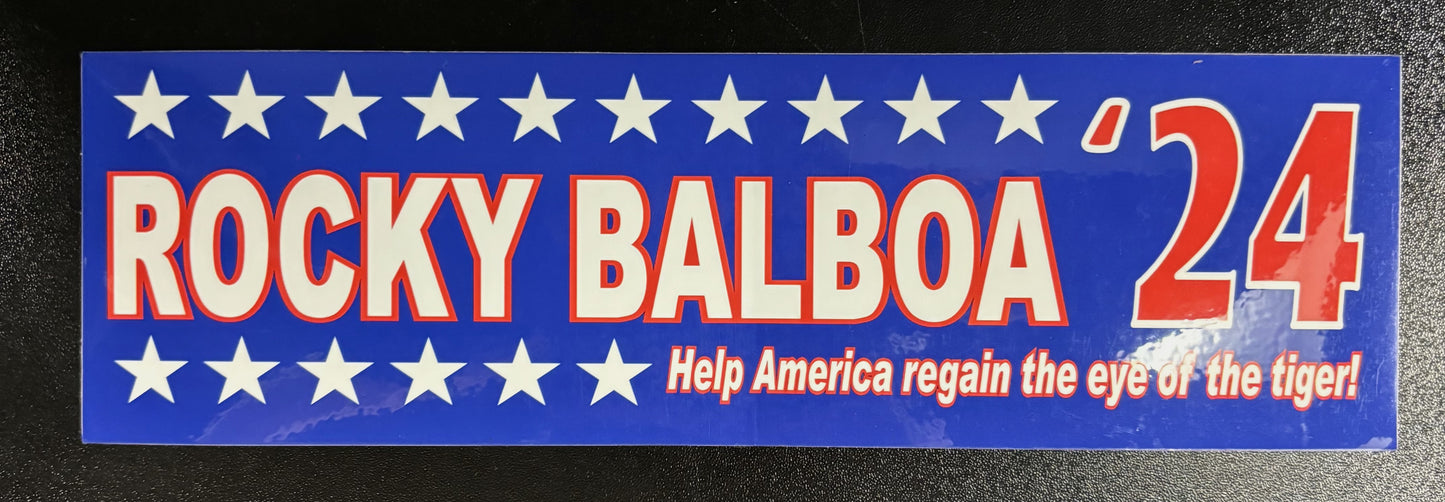 ROCKY BALBOA '24
Help America regain the eye of the tiger!